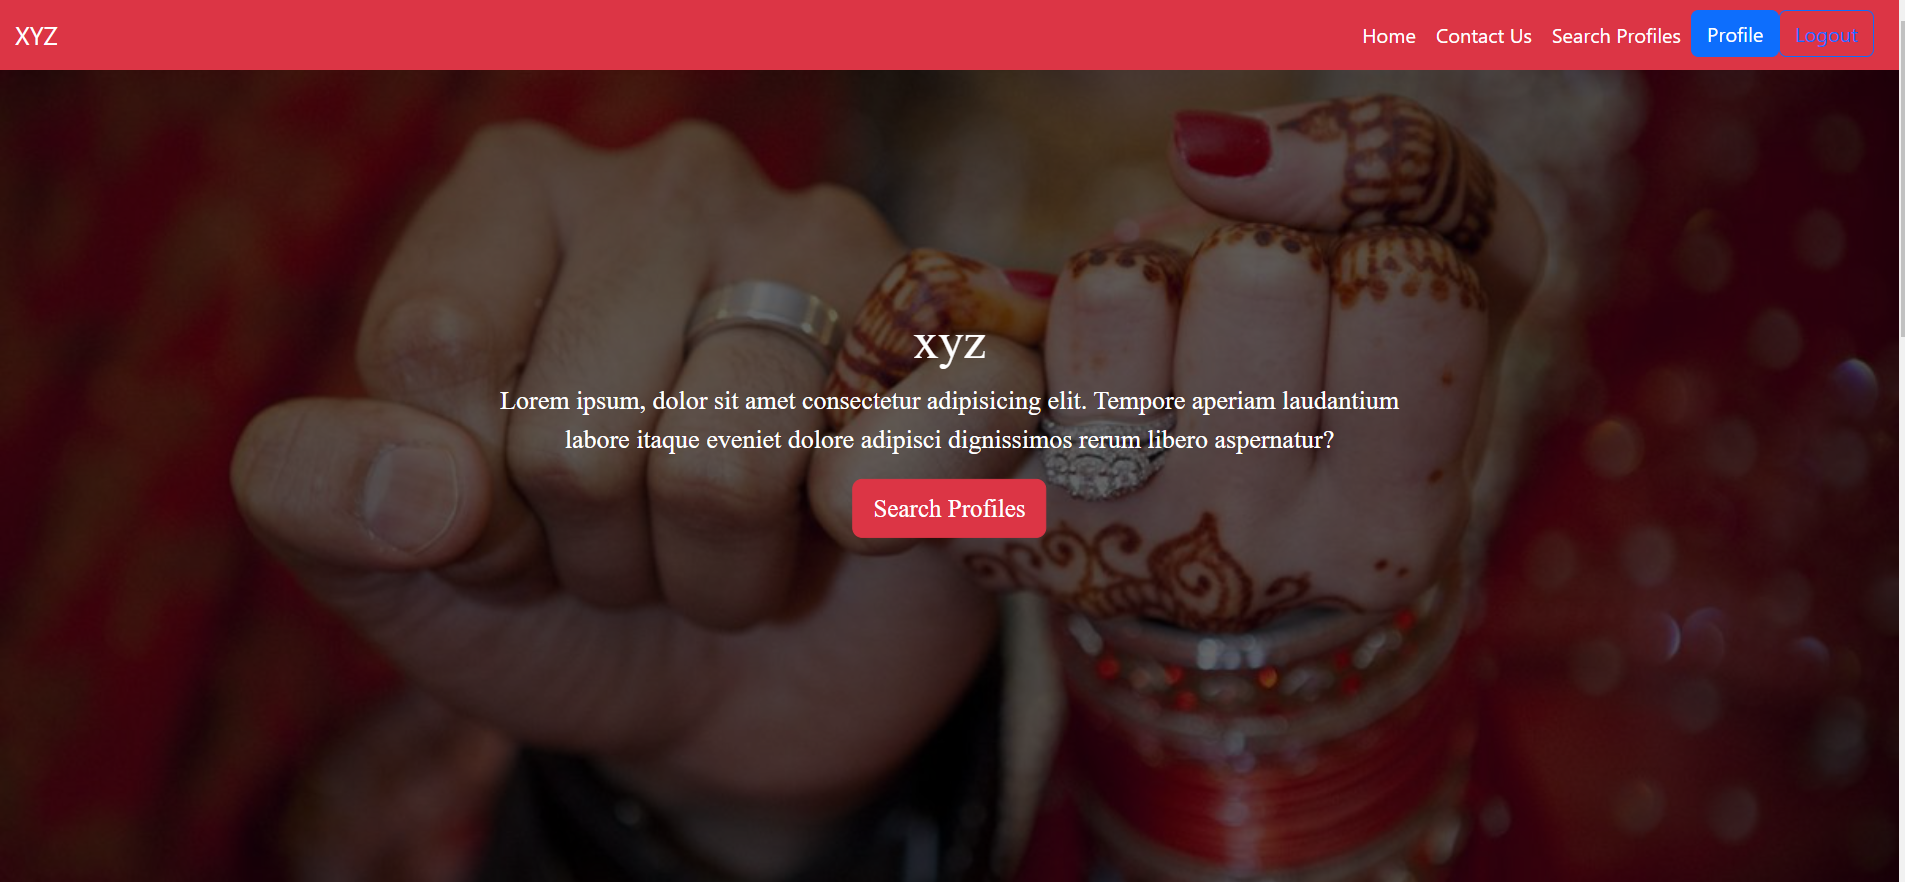 XYZ
Home Contact Us Search Profiles Profile Logout
xyz
Lorem ipsum, dolor sit amet consectetur adipisicing elit. Tempore aperiam laudantium
labore itaque eveniet dolore adipisci dignissimos rerum libero aspernatur?
Search Profiles